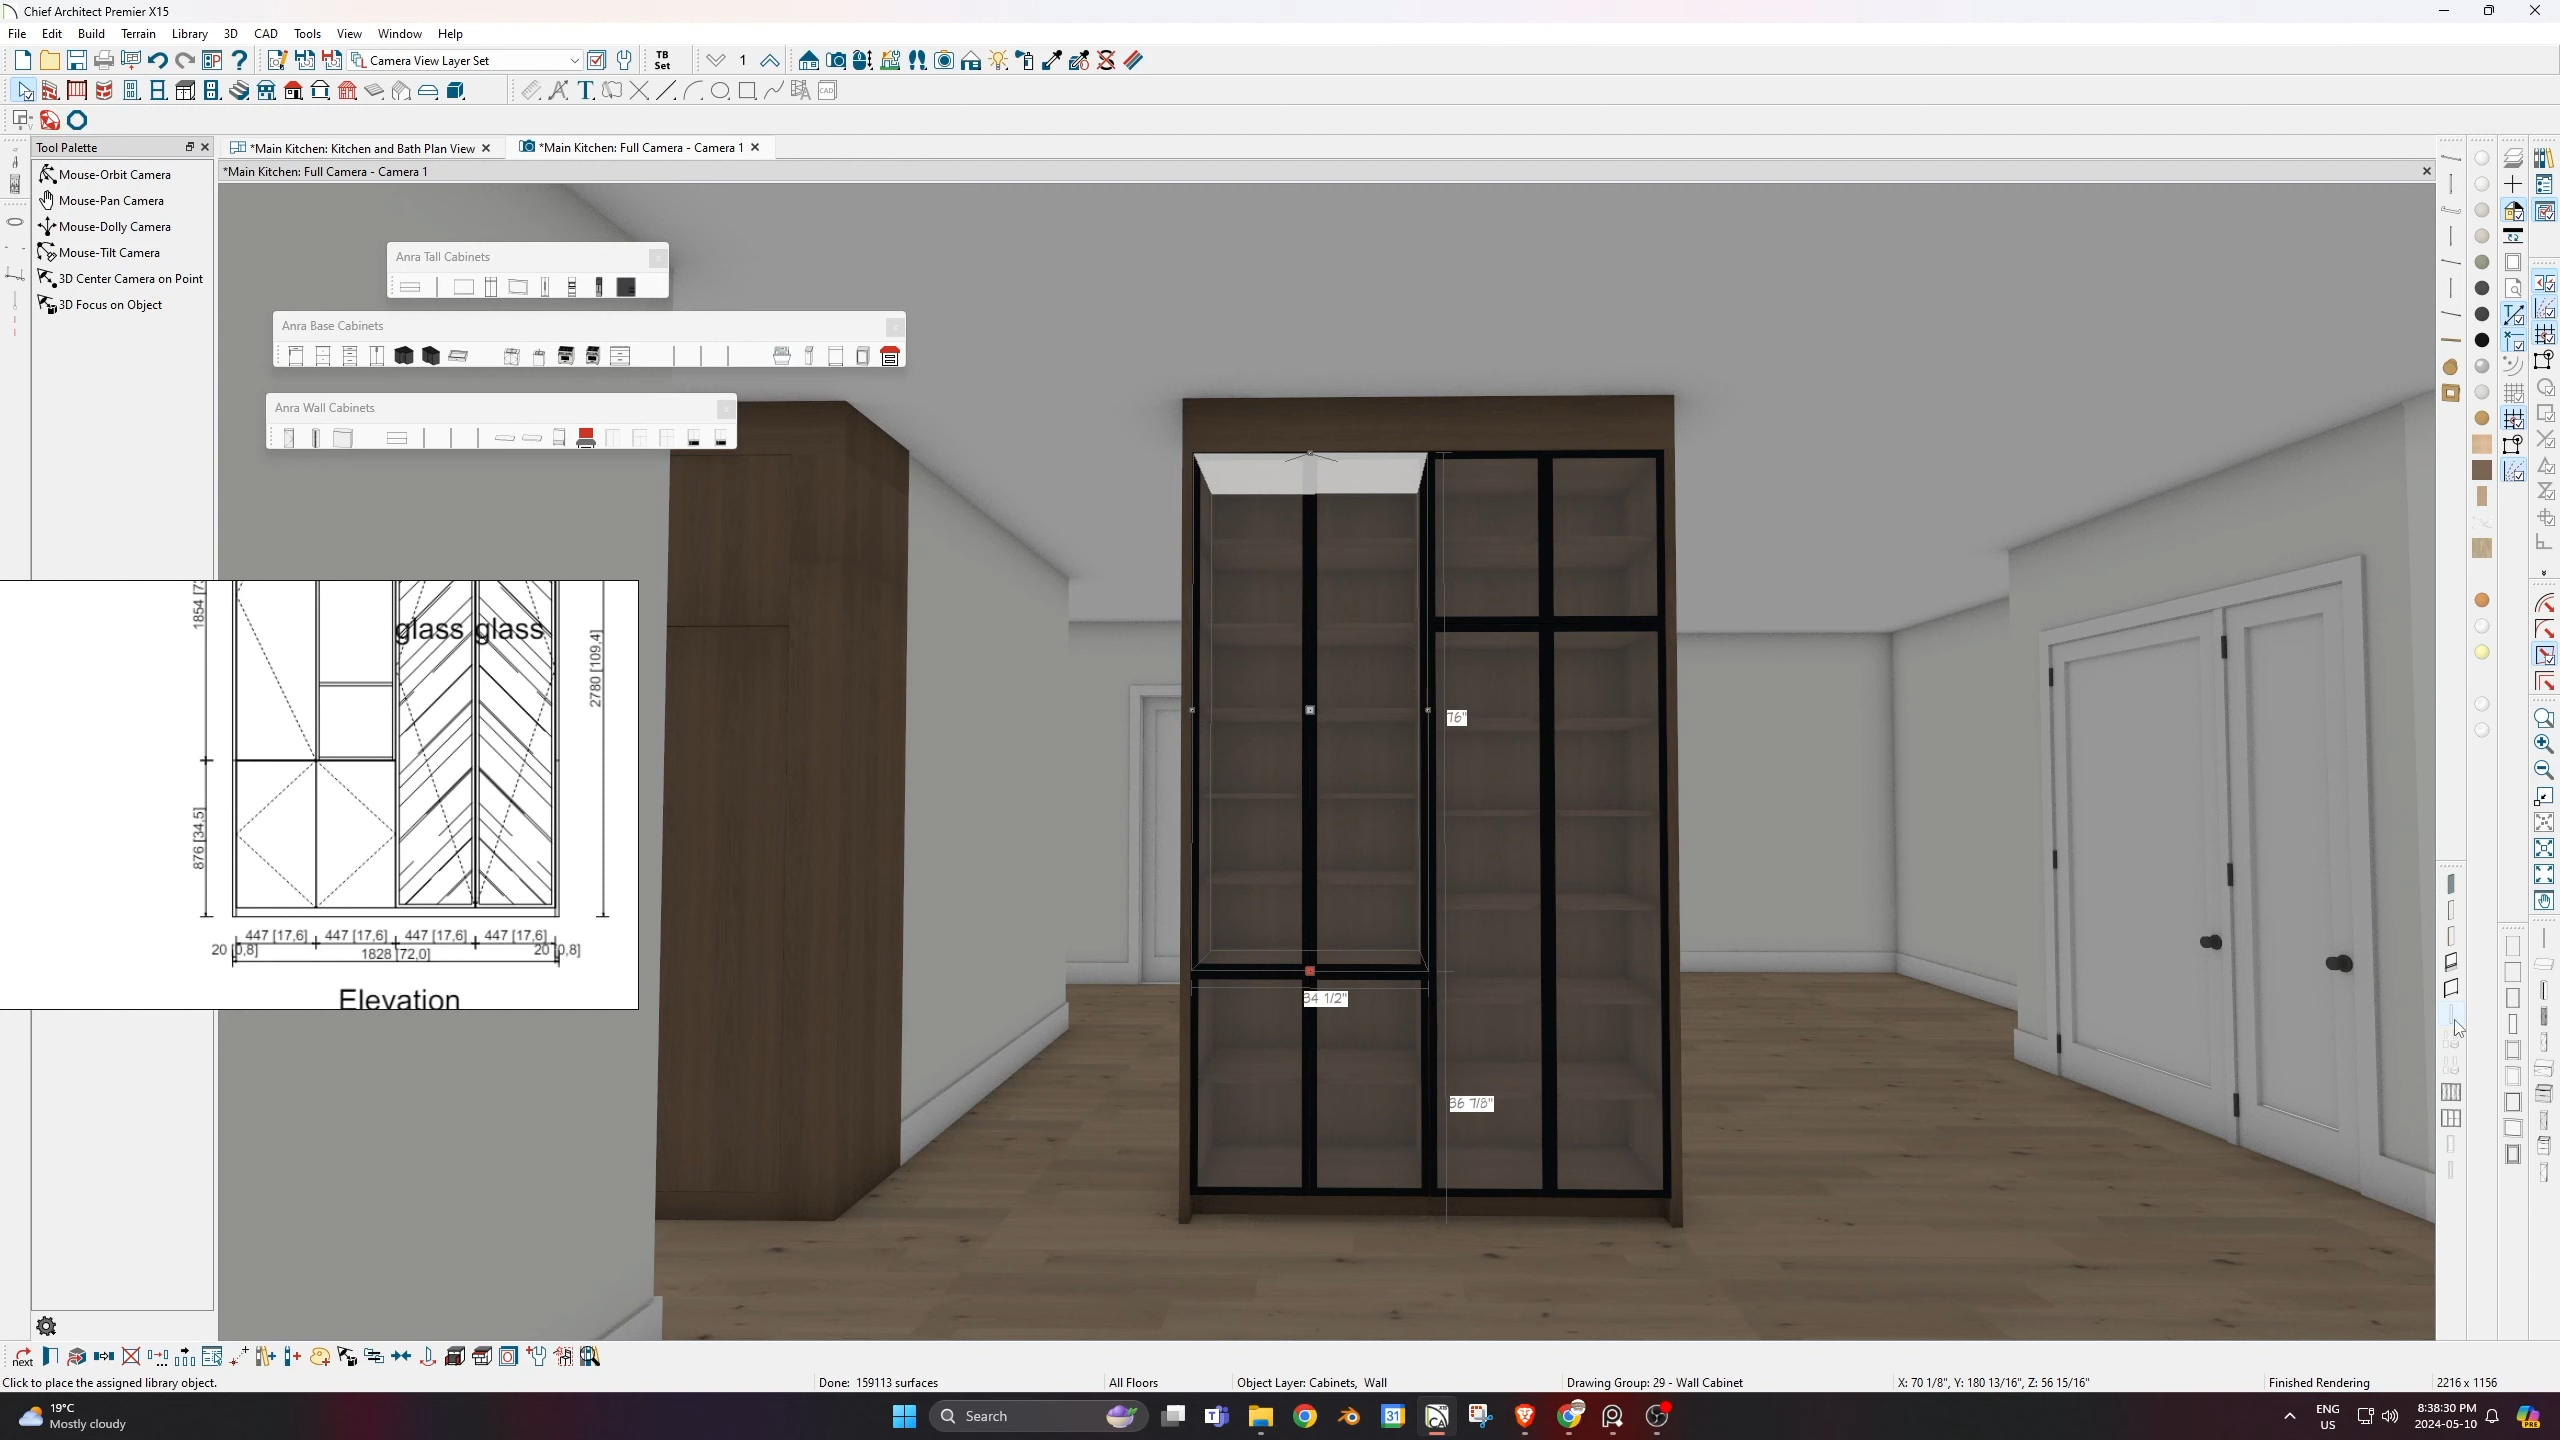 Chief Architect Premier X15
File Edit Build Terrain Library 3D CAD Tools View Window Help
Camera View Layer Set
TB Set
1
Tool Palette
*Main Kitchen: Kitchen and Bath Plan View
*Main Kitchen: Full Camera - Camera 1
*Main Kitchen: Full Camera - Camera 1
Mouse-Orbit Camera
Mouse-Pan Camera
Mouse-Dolly Camera
Mouse-Tilt Camera
3D Center Camera on Point
3D Focus on Object
Anra Tall Cabinets
Anra Base Cabinets
Anra Wall Cabinets
glass glass
2780 [109,4]
876 [34,5]
447 [17,6] 447 [17,6] 447 [17,6] 447 [17,6]
20 [0,8] 1828 [72,0] 20 [0,8]
Elevation
76"
34 1/2"
36 7/8"
next
Click to place the assigned library object.
Done: 159113 surfaces
All Floors
Object Layer: Cabinets, Wall
Drawing Group: 29 - Wall Cabinet
X: 70 1/8", Y: 180 13/16", Z: 56 15/16"
Finished Rendering
2216 x 1156
19°C
Mostly cloudy
Search
31
ENG
US
8:38:30 PM
2024-05-10